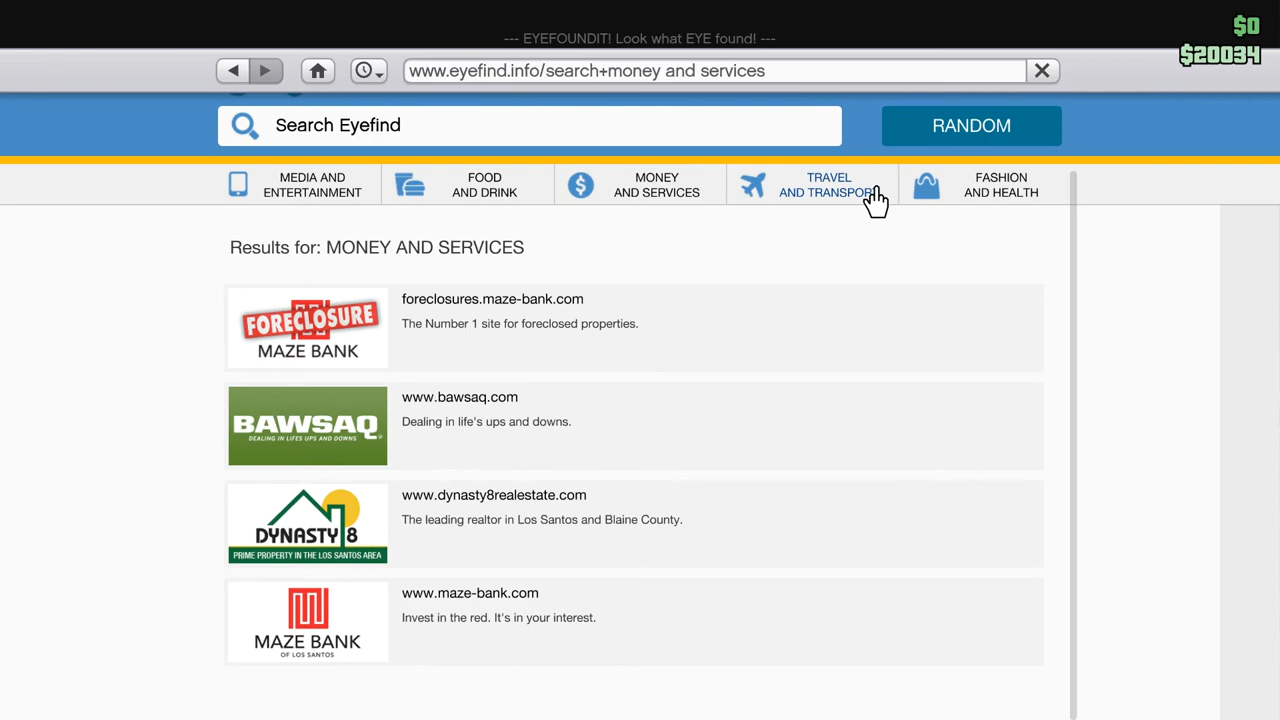 $0
--- EYEFOUNDIT! Look what EYE found! ---
$20034
www.eyefind.info/search+money and services
Search Eyefind
RANDOM
MEDIA AND
ENTERTAINMENT
FOOD
AND DRINK
MONEY
AND SERVICES
TRAVEL
AND TRANSPOR
FASHION
AND HEALTH
Results for: MONEY AND SERVICES
FORECLOSURE
MAZE BANK
foreclosures.maze-bank.com
The Number 1 site for foreclosed properties.
BAWSAQ
DEALING IN LIFES UPS AND DOWNS
www.bawsaq.com
Dealing in life's ups and downs.
DYNASTY 8
PRIME PROPERTY IN THE LOS SANTOS AREA
www.dynasty8realestate.com
The leading realtor in Los Santos and Blaine County.
MAZE BANK
OF LOS SANTOS
www.maze-bank.com
Invest in the red. It's in your interest.